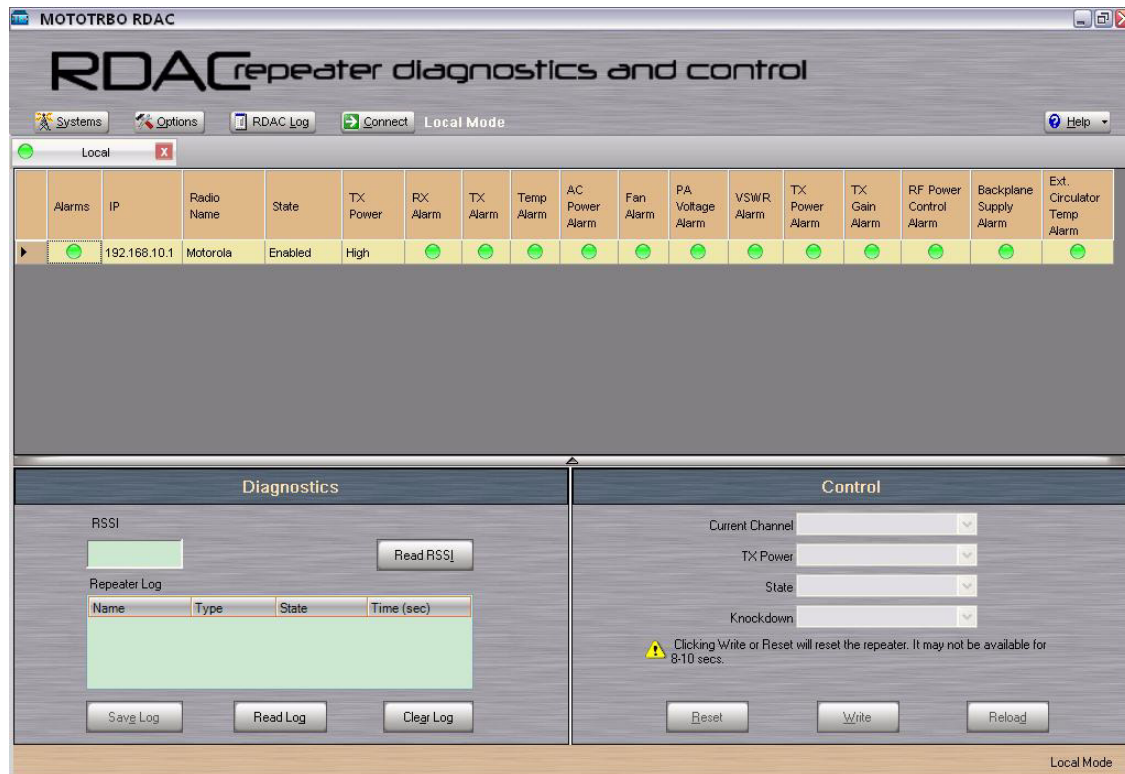 MOTOTRBO RDAC
RDAC repeater diagnostics and control
Systems Options RDAC Log Connect Local Mode Help
Local X
Alarms IP Radio Name State TX Power RX Alarm TX Alarm Temp Alarm AC Power Alarm Fan Alarm PA Voltage Alarm VSWR Alarm TX Power Alarm TX Gain Alarm RF Power Control Alarm Backplane Supply Alarm Ext. Circulator Temp Alarm
192.168.10.1 Motorola Enabled High
Diagnostics
RSSI
Read RSSI
Repeater Log
Name Type State Time (sec)
Save Log Read Log Clear Log
Control
Current Channel
TX Power
State
Knockdown
Clicking Write or Reset will reset the repeater. It may not be available for
8-10 secs.
Reset Write Reload
Local Mode